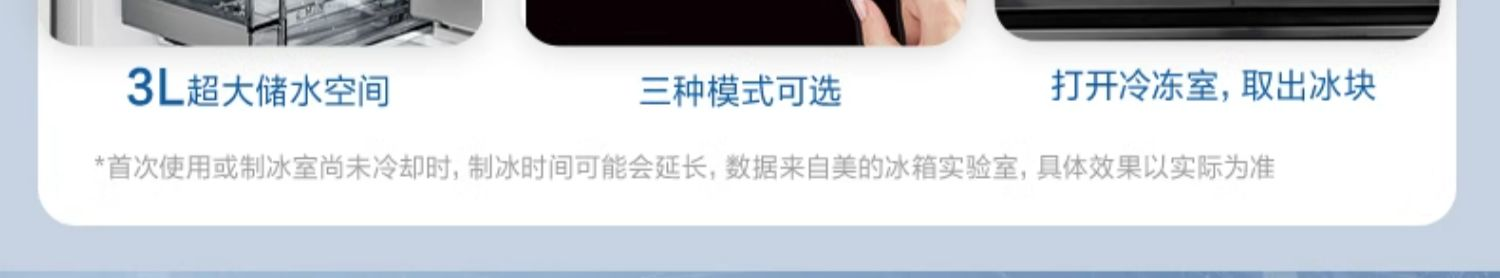 3L超大储水空间
三种模式可选
打开冷冻室, 取出冰块
*首次使用或制冰室尚未冷却时, 制冰时间可能会延长, 数据来自美的冰箱实验室, 具体效果以实际为准